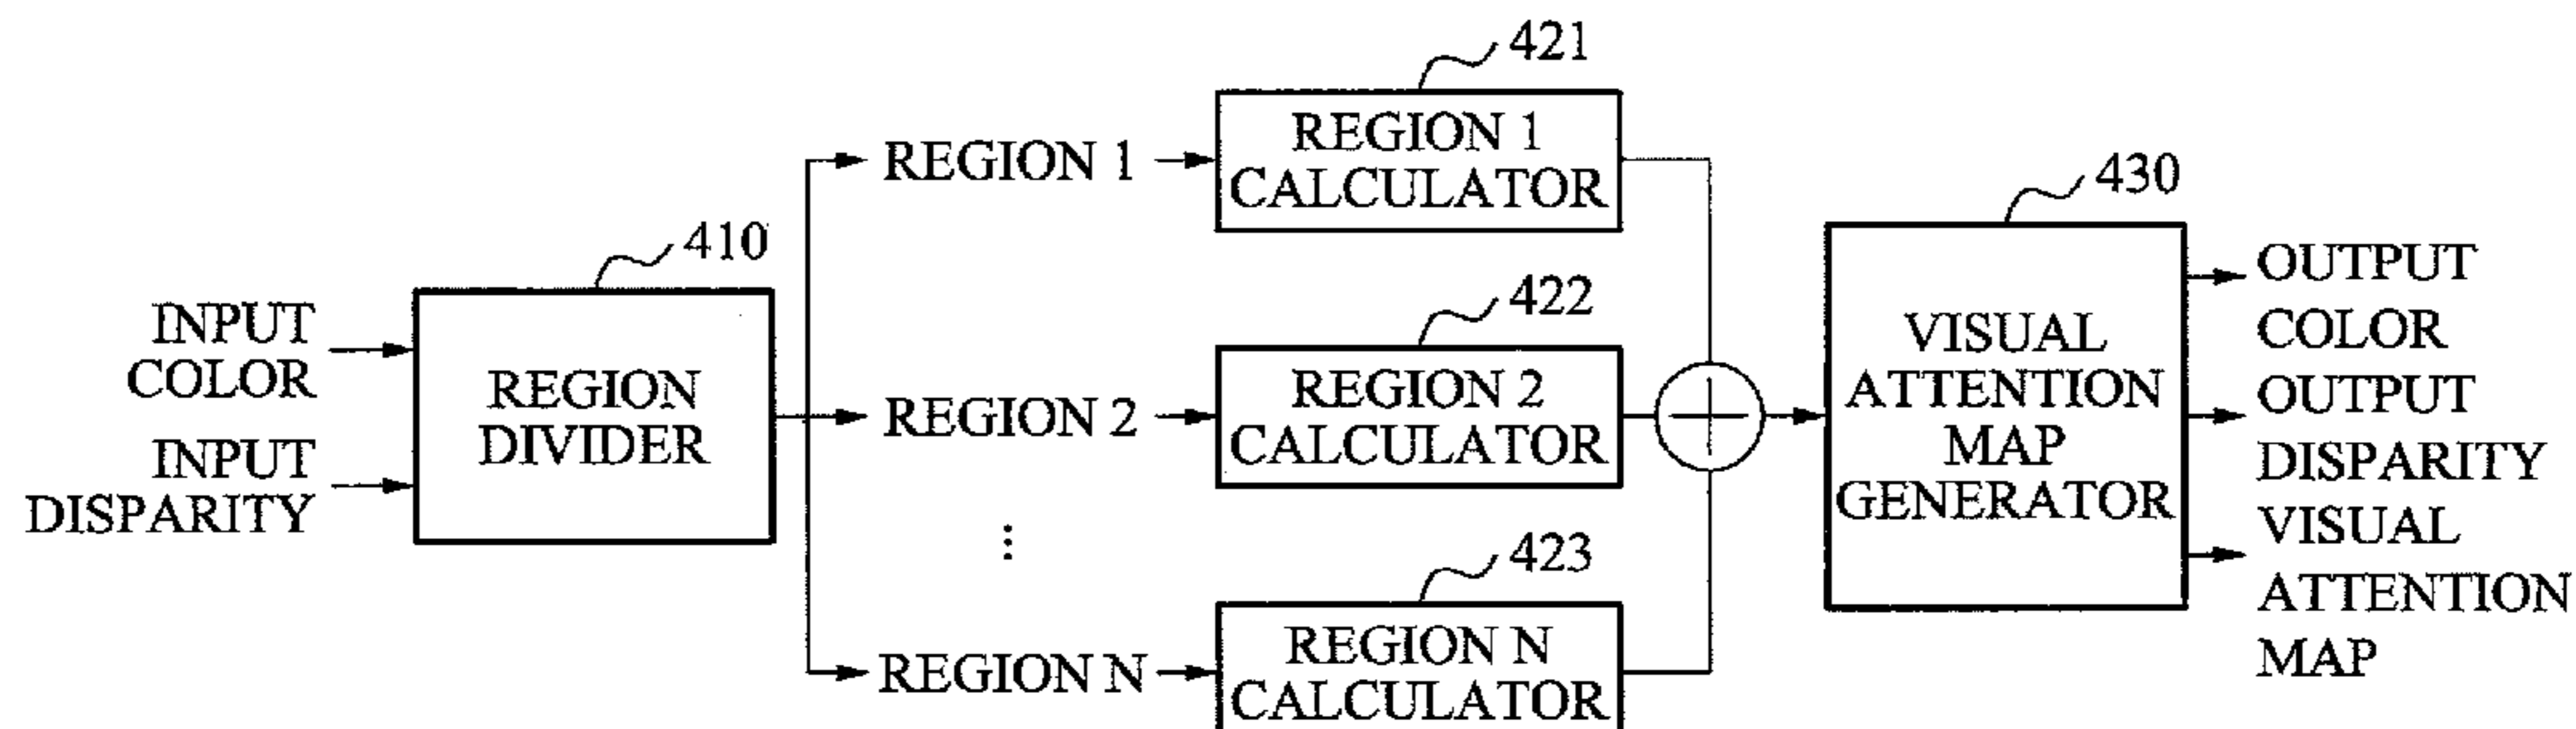 INPUT
COLOR
INPUT
DISPARITY
410
REGION
DIVIDER
REGION 1
REGION 2
⋮
REGION N
421
REGION 1
CALCULATOR
422
REGION 2
CALCULATOR
423
REGION N
CALCULATOR
430
VISUAL
ATTENTION
MAP
GENERATOR
OUTPUT
COLOR
OUTPUT
DISPARITY
VISUAL
ATTENTION
MAP